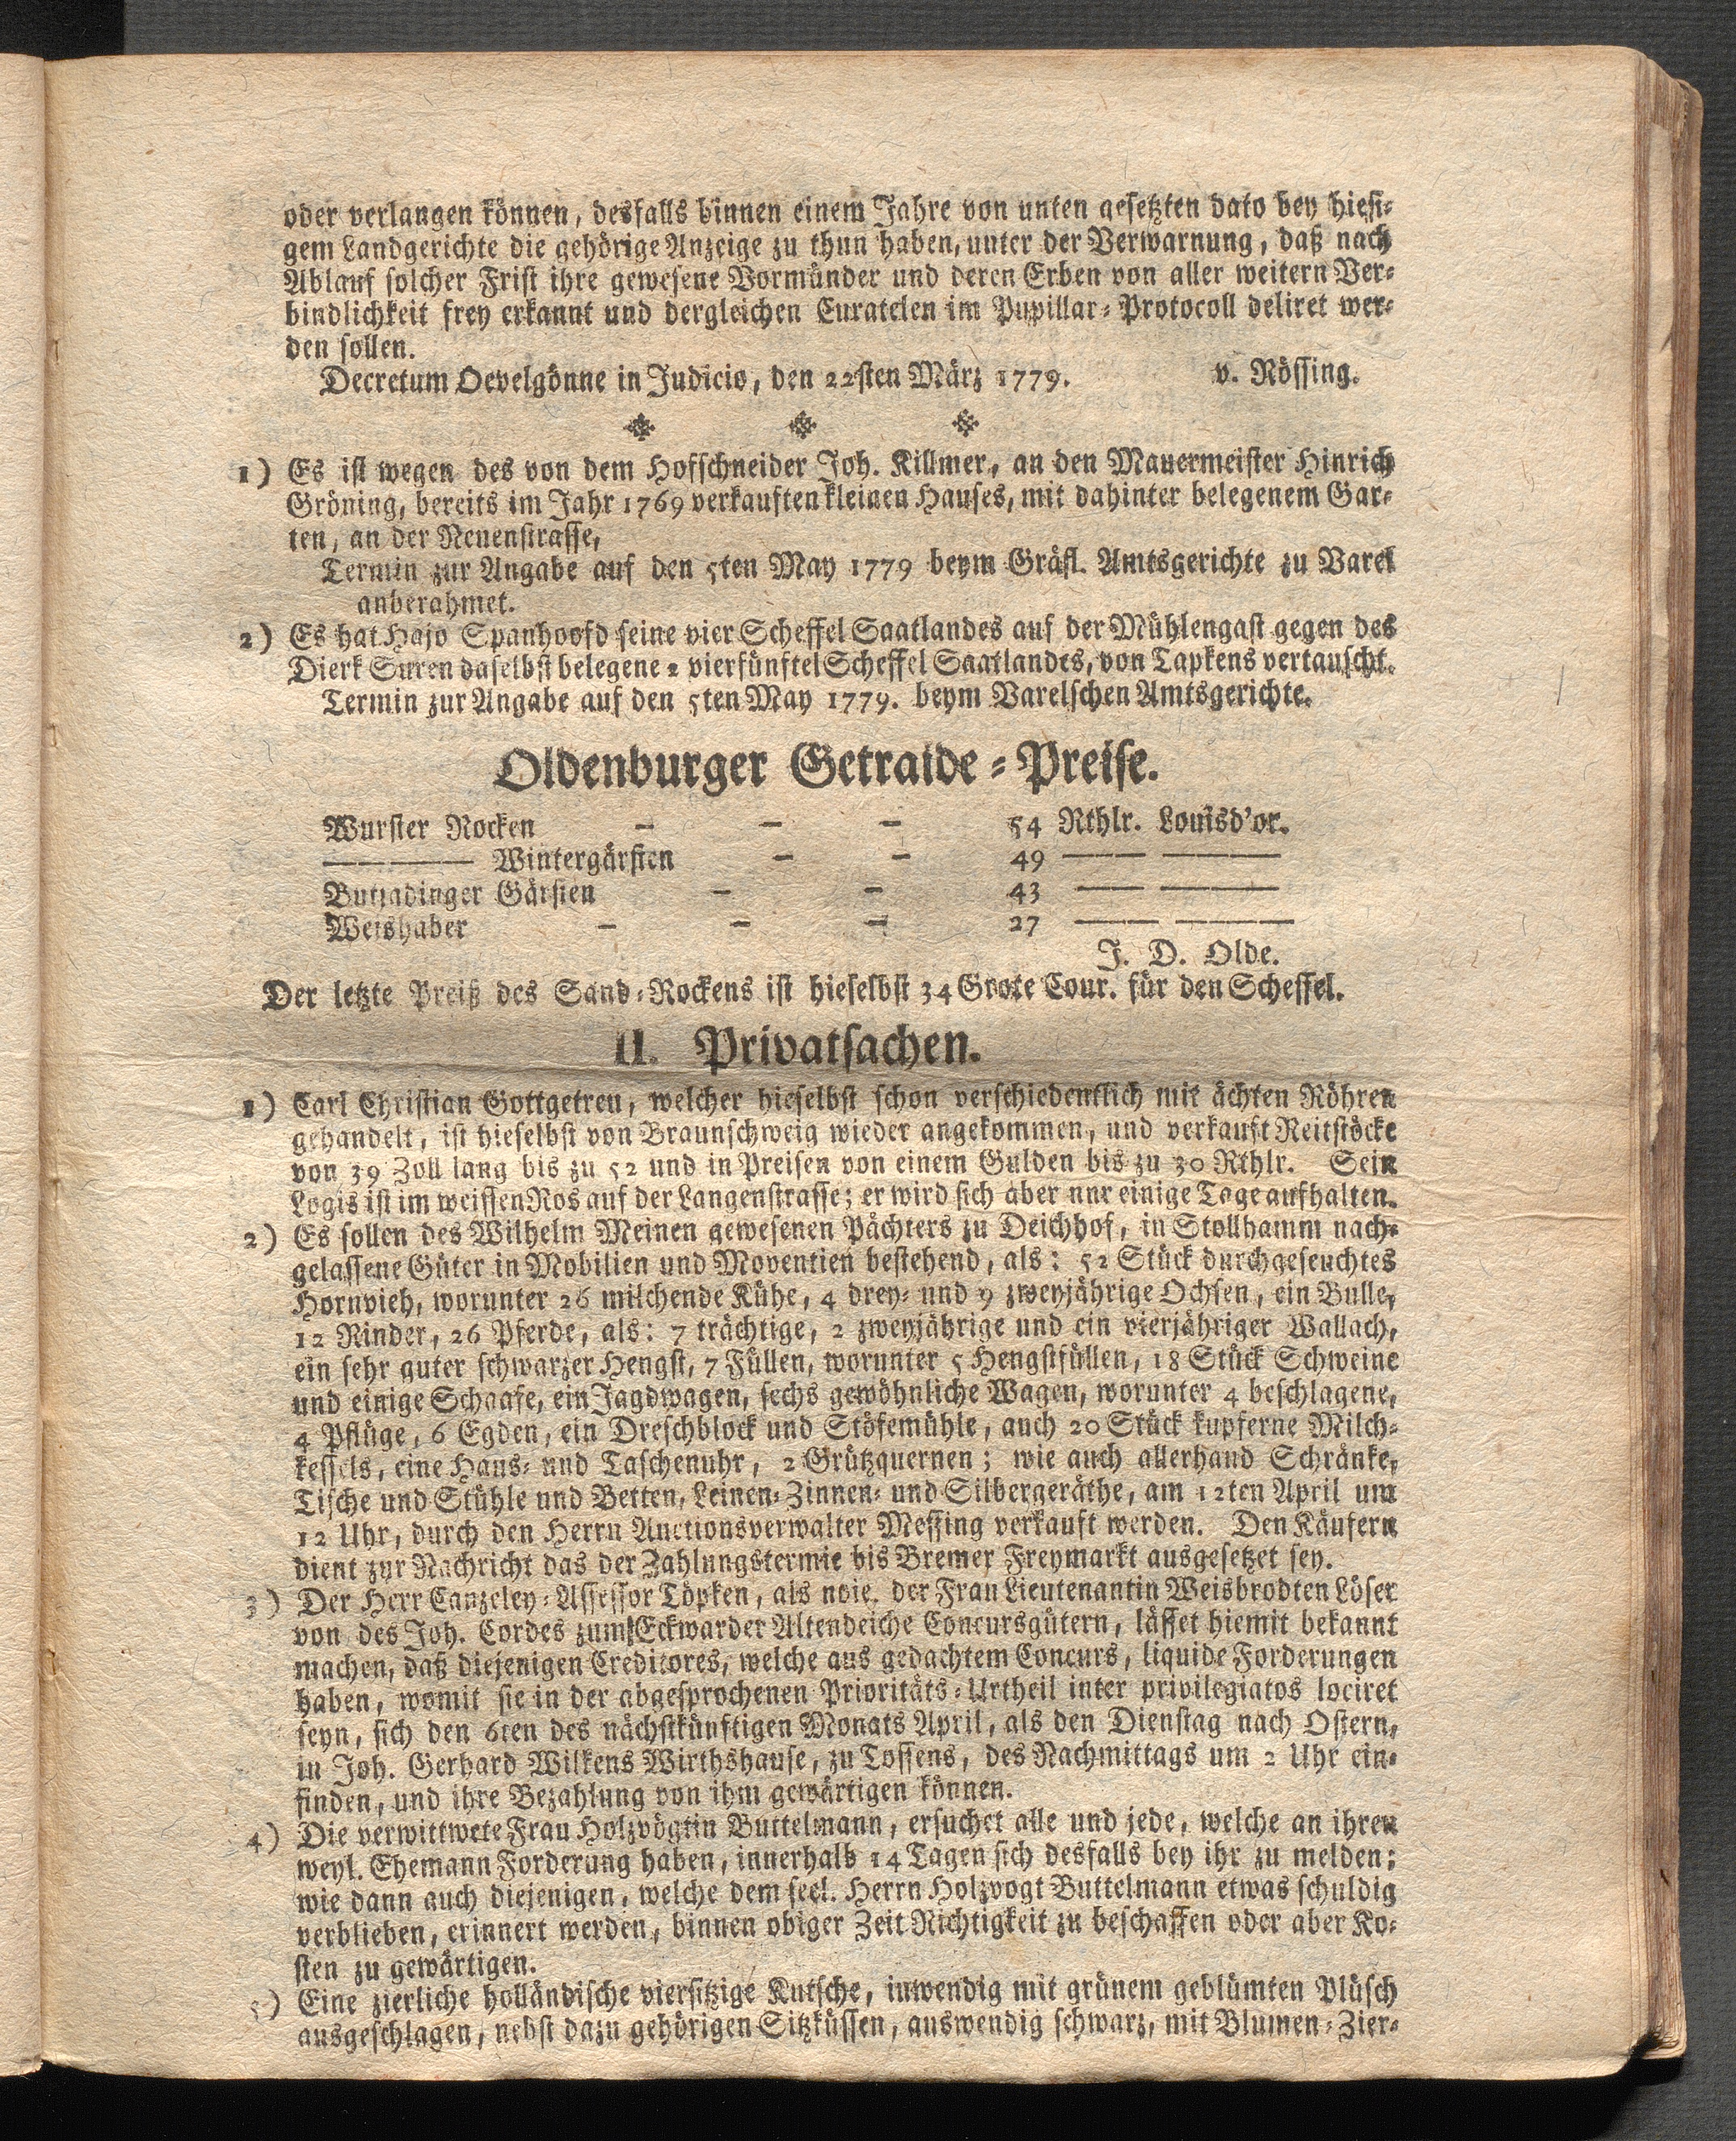 oder verlangen können, desfalls binnen einem Jahre von unten gesetzten dato bey hiesi-
gem Landgerichte die gehörige Anzeige zu thun haben, unter der Verwarnung, daß nach
Ablauf solcher Frist ihre gewesene Vormünder und deren Erben von aller weitern Ver-
bindlichkeit frey erkannt und dergleichen Curatelen im Pupillar-Protocoll deliret wer-
den sollen.
Decretum Oevelgönne in Judicio, den 22sten März 1779. v. Rössing.
1) Es ist wegen des von dem Hofschneider Joh. Killmer, an den Mauermeister Hinrich
Gröning, bereits im Jahr 1769 verkauften kleinen Hauses, mit dahinter belegenem Gar-
ten, an der Neuenstrasse,
Termin zur Angabe auf den 5ten May 1779 beym Gräfl. Amtsgerichte zu Varel
anberahmet.
2) Es hat Hajo Spanhoofd seine vier Scheffel Saatlandes auf der Mühlengast gegen des
Dierk Suren daselbst belegene 2 vierfünftel Scheffel Saatlandes, von Tapkens vertauscht.
Termin zur Angabe auf den 5ten May 1779. beym Varelschen Amtsgerichte.
Oldenburger Getraide-Preise.
Wurster Rocken – – – 54 Rthlr. Louisd'or.
——— Wintergärsten – – 49 —— ——
Butjadinger Gärsten – – 43 —— ——
Weishaber – – – 27 —— ——
J. D. Olde.
Der letzte Preiß des Sand-Rockens ist hieselbst 34 Grote Cour. für den Scheffel.
II. Privatsachen.
1) Carl Christian Gottgetreu, welcher hieselbst schon verschiedentlich mit ächten Röhren
gehandelt, ist hieselbst von Braunschweig wieder angekommen, und verkauft Reitstöcke
von 39 Zoll lang bis zu 52 und in Preisen von einem Gulden bis zu 30 Rthlr. Sein
Logis ist im weissen Ros auf der Langenstrasse; er wird sich aber nur einige Tage aufhalten.
2) Es sollen des Wilhelm Meinen gewesenen Pächters zu Deichhof, in Stollhamm nach-
gelassene Güter in Mobilien und Moventien bestehend, als: 52 Stück durchgeseuchtes
Hornvieh, worunter 26 milchende Kühe, 4 drey- und 9 zweyjährige Ochsen, ein Bulle,
12 Rinder, 26 Pferde, als: 7 trächtige, 2 zweyjährige und ein vierjähriger Wallach,
ein sehr guter schwarzer Hengst, 7 Füllen, worunter 5 Hengstfüllen, 18 Stück Schweine
und einige Schaafe, ein Jagdwagen, sechs gewöhnliche Wagen, worunter 4 beschlagene,
4 Pflüge, 6 Egden, ein Dreschblock und Stöfemühle, auch 20 Stück kupferne Milch-
kessels, eine Haus- und Taschenuhr, 2 Grützquernen; wie auch allerhand Schränke,
Tische und Stühle und Betten, Leinen- Zinnen- und Silbergeräthe, am 12ten April um
12 Uhr, durch den Herrn Auctionsverwalter Messing verkauft werden. Den Käufern
dient zur Nachricht das der Zahlungstermie bis Bremer Freymarkt ausgesetzet sey.
3) Der Herr Canzeley-Assessor Töpken, als noie. der Frau Lieutenantin Weisbrodten Löser
von des Joh. Cordes zum Eckwarder Altendeiche Concursgütern, lässet hiemit bekannt
machen, daß diejenigen Creditores, welche aus gedachtem Concurs, liquide Forderungen
haben, womit sie in der abgesprochenen Prioritäts-Urtheil inter privilegiatos lociret
seyn, sich den 6ten des nächstkünftigen Monats April, als den Dienstag nach Ostern,
in Joh. Gerhard Wilkens Wirthshause, zu Tossens, des Nachmittags um 2 Uhr ein-
finden, und ihre Bezahlung von ihm gewärtigen können.
4) Die verwittwete Frau Holzvögtin Buttelmann, ersuchet alle und jede, welche an ihren
weyl. Ehemann Forderung haben, innerhalb 14 Tagen sich desfalls bey ihr zu melden;
wie dann auch diejenigen, welche dem seel. Herrn Holzvogt Buttelmann etwas schuldig
verblieben, erinnert werden, binnen obiger Zeit Richtigkeit zu beschaffen oder aber Ko-
sten zu gewärtigen.
5) Eine zierliche holländische viersitzige Kutsche, inwendig mit grünem geblümten Plüsch
ausgeschlagen, nebst dazu gehörigen Sitzküssen, auswendig schwarz, mit Blumen-Zier-